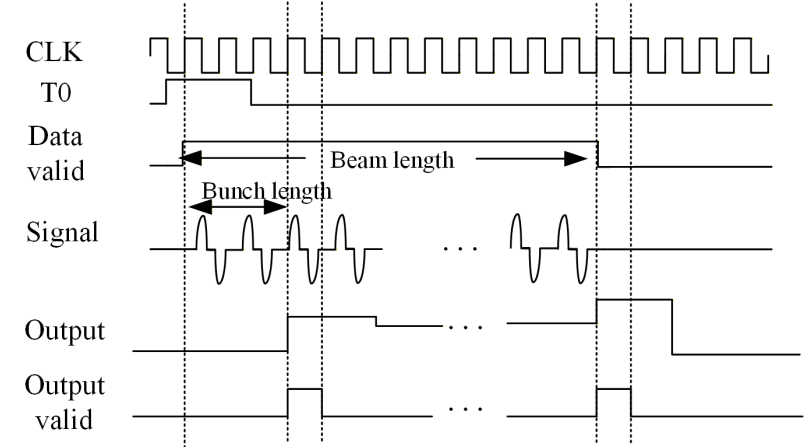 CLK
T0
Data
valid
Beam length
Bunch length
Signal
. . .
Output
. . .
Output
valid
. . .